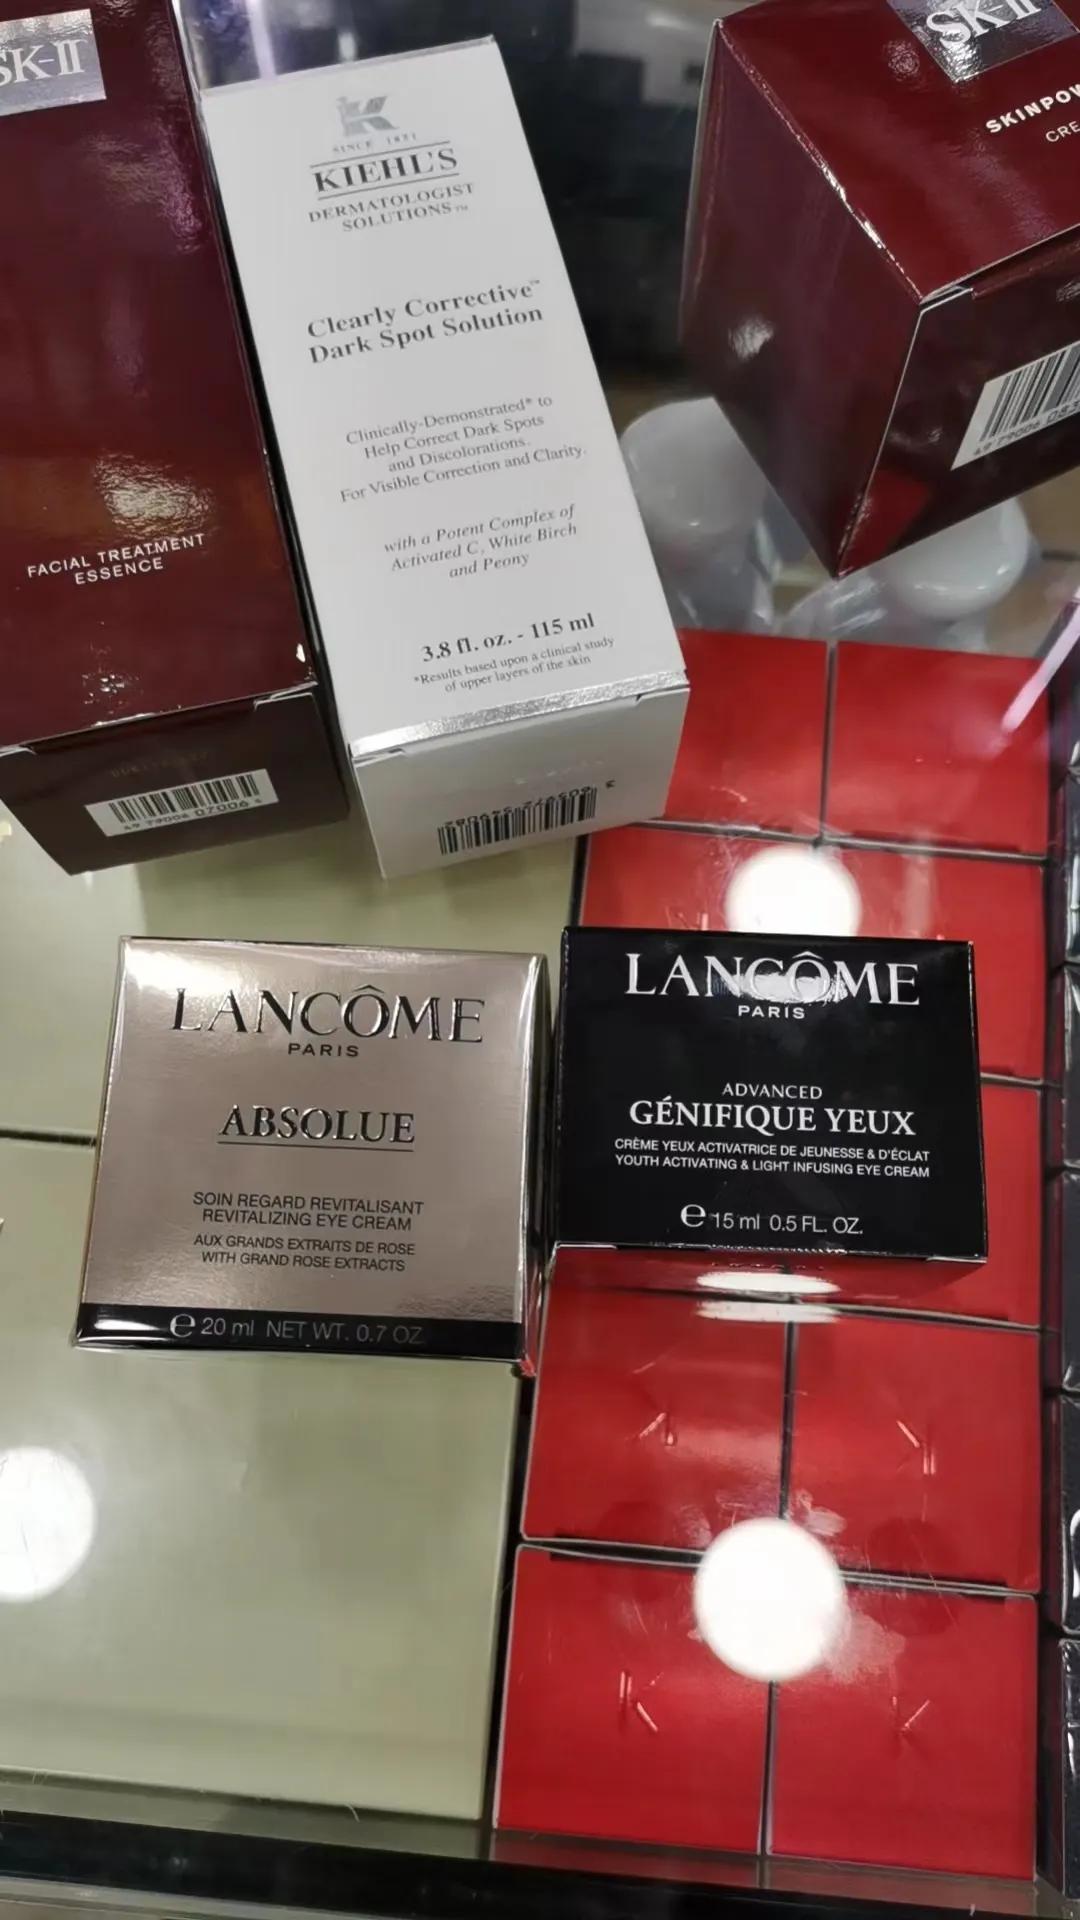 SK-II
FACIAL TREATMENT
ESSENCE
SINCE 1851
KIEHL'S
DERMATOLOGIST
SOLUTIONS™
Clearly Corrective™
Dark Spot Solution
Clinically-Demonstrated* to
Help Correct Dark Spots
and Discolorations.
For Visible Correction and Clarity.
with a Potent Complex of
Activated C, White Birch
and Peony
3.8 fl. oz. - 115 ml
*Results based upon a clinical study
of upper layers of the skin
SK-II
CRE
LANCÔME
PARIS
ABSOLUE
SOIN REGARD REVITALISANT
REVITALIZING EYE CREAM
AUX GRANDS EXTRAITS DE ROSE
WITH GRAND ROSE EXTRACTS
e 20 ml NET WT. 0.7 OZ
LANCÔME
PARIS
ADVANCED
GÉNIFIQUE YEUX
CRÈME YEUX ACTIVATRICE DE JEUNESSE & D'ÉCLAT
YOUTH ACTIVATING & LIGHT INFUSING EYE CREAM
e 15 ml 0.5 FL. OZ.